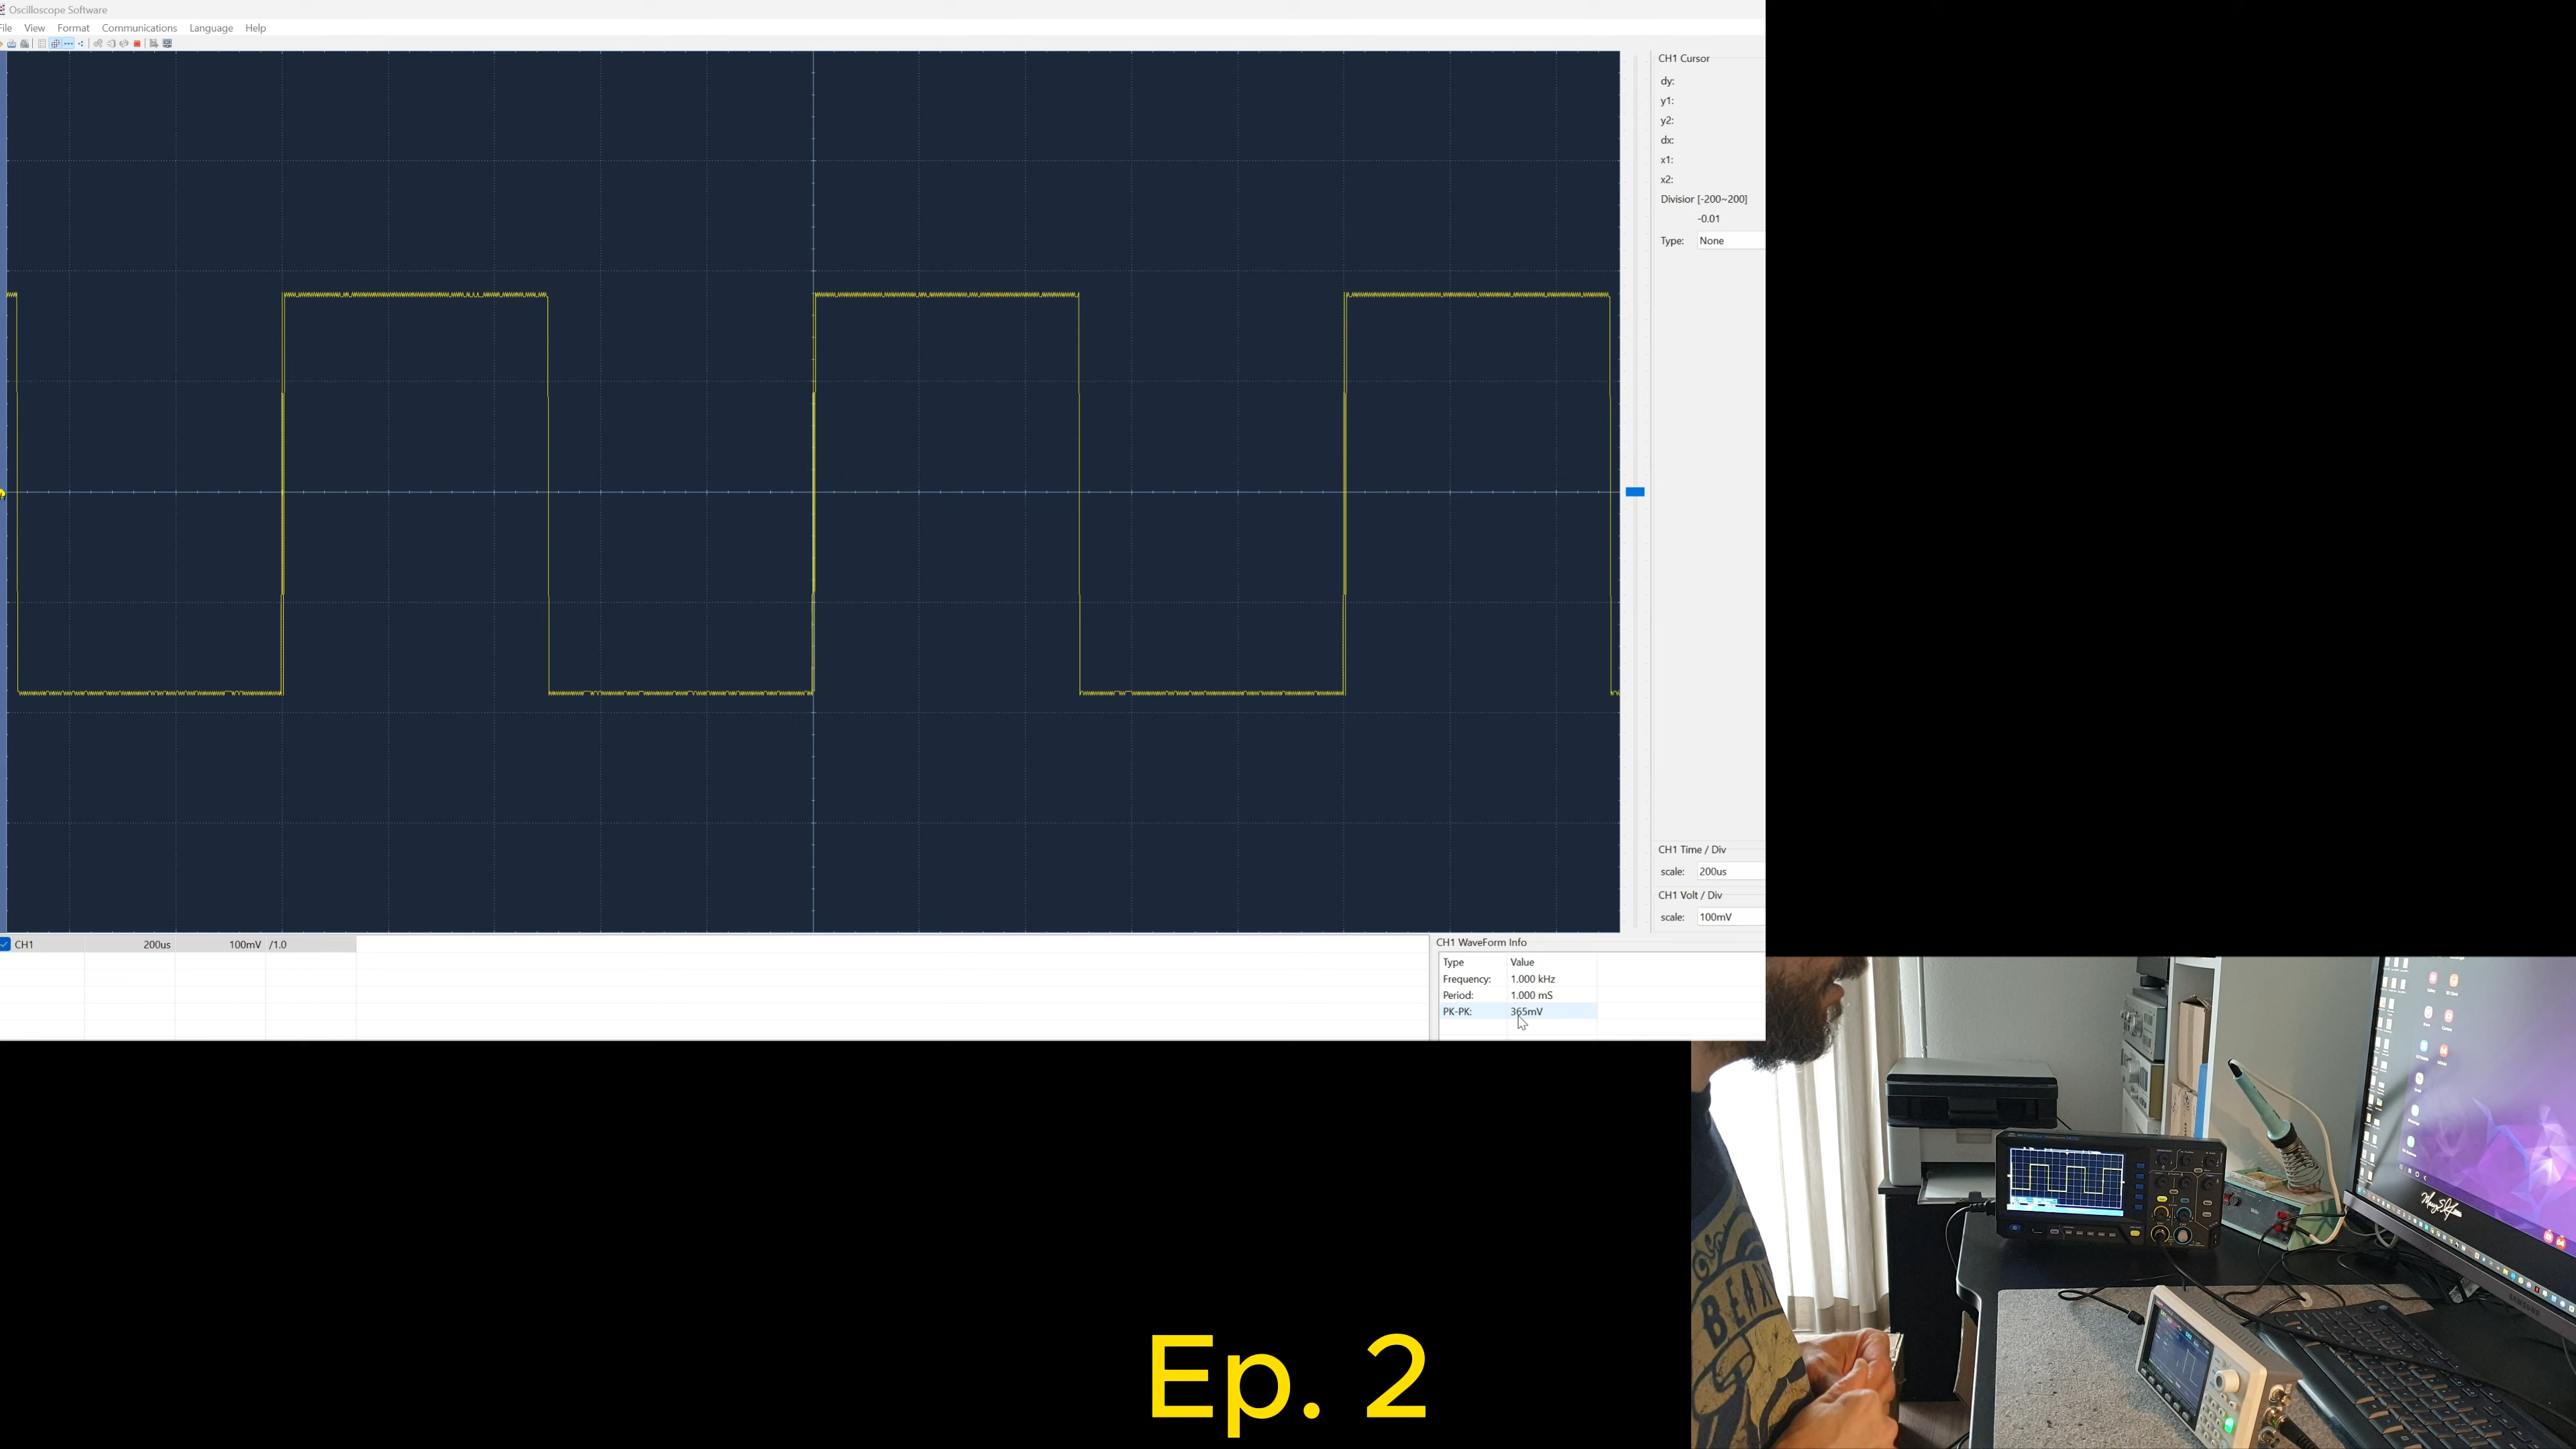 Oscilloscope Software
File View Format Communications Language Help
CH1 Cursor
dy:
y1:
y2:
dx:
x1:
x2:
Divisior [-200~200]
-0.01
Type: None
CH1 Time / Div
scale: 200us
CH1 Volt / Div
scale: 100mV
CH1 200us 100mV /1.0
CH1 WaveForm Info
Type Value
Frequency: 1.000 kHz
Period: 1.000 mS
PK-PK: 365mV
BEAR
SAMSUNG
Ep. 2